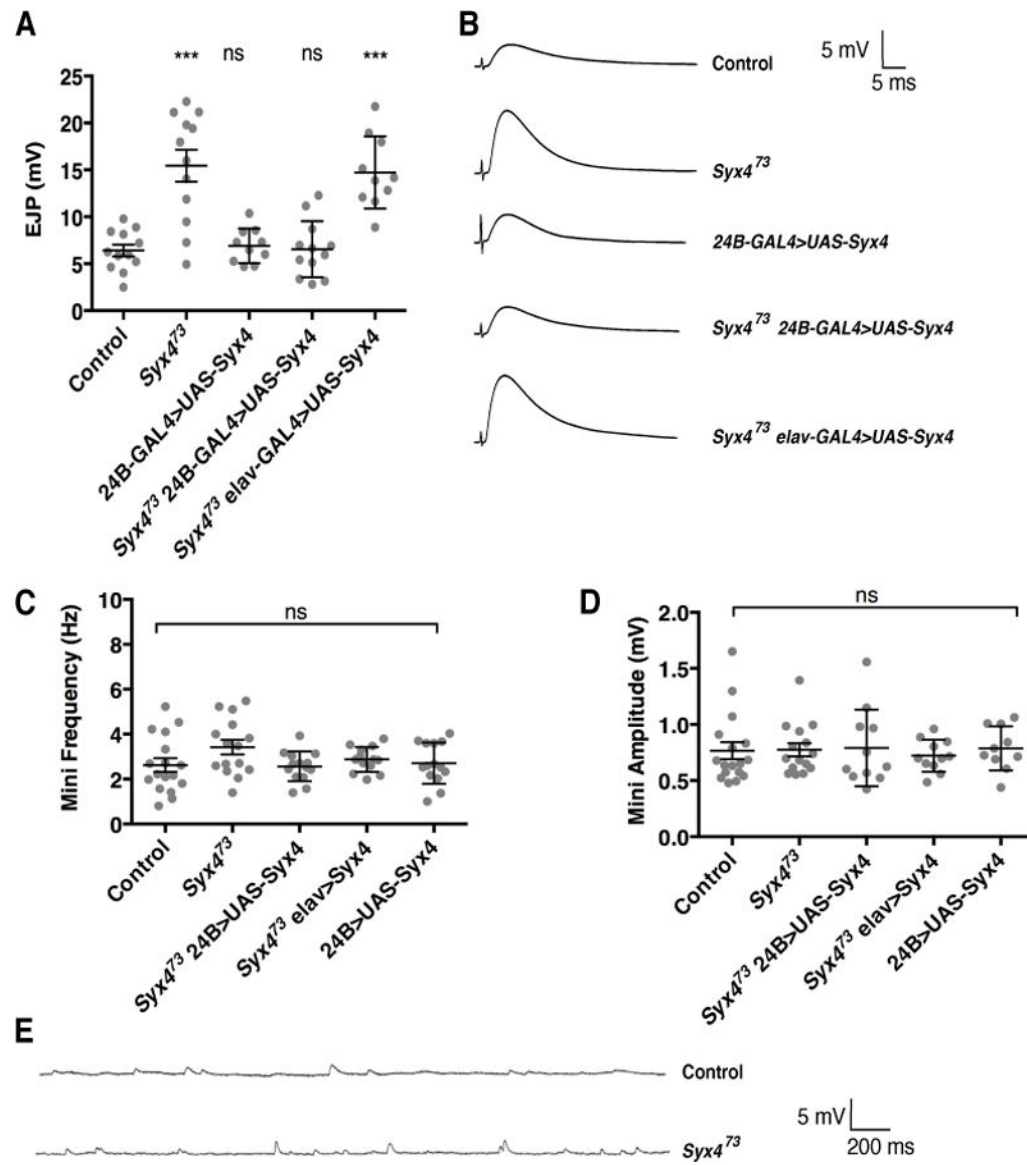 A
*** ns ns ***
25
20
15
10
5
0
EJP (mV)
Control
Syx4⁷³
24B-GAL4>UAS-Syx4
Syx4⁷³ 24B-GAL4>UAS-Syx4
Syx4⁷³ elav-GAL4>UAS-Syx4
B
Control
5 mV
5 ms
Syx4⁷³
24B-GAL4>UAS-Syx4
Syx4⁷³ 24B-GAL4>UAS-Syx4
Syx4⁷³ elav-GAL4>UAS-Syx4
C
ns
10
8
6
4
2
0
Mini Frequency (Hz)
Control
Syx4⁷³
Syx4⁷³ 24B>UAS-Syx4
Syx4⁷³ elav>Syx4
24B>UAS-Syx4
D
ns
2.0
1.5
1.0
0.5
0.0
Mini Amplitude (mV)
Control
Syx4⁷³
Syx4⁷³ 24B>UAS-Syx4
Syx4⁷³ elav>Syx4
24B>UAS-Syx4
E
Control
Syx4⁷³
5 mV
200 ms